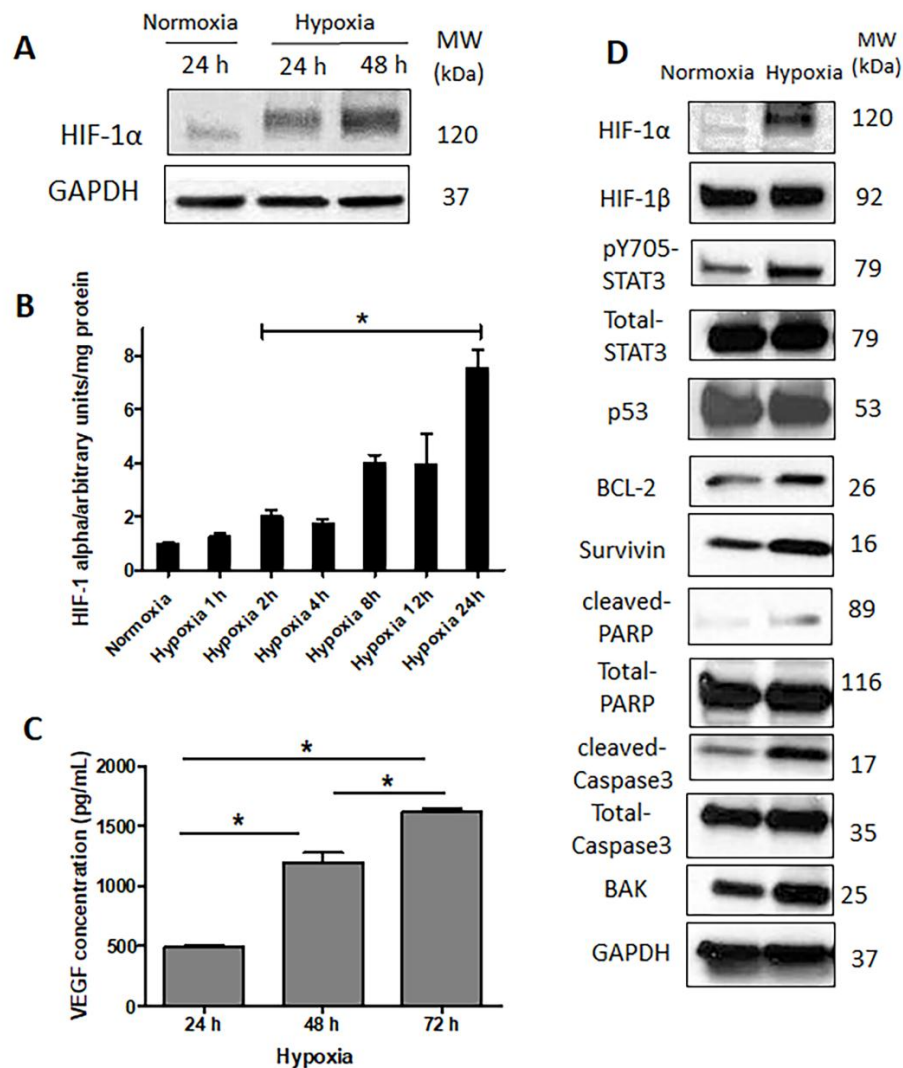 A
Normoxia Hypoxia MW
24 h 24 h 48 h (kDa)
HIF-1α 120
GAPDH 37
B
HIF-1 alpha/arbitrary units/mg protein
8
6
4
2
0
*
Normoxia
Hypoxia 1h
Hypoxia 2h
Hypoxia 4h
Hypoxia 8h
Hypoxia 12h
Hypoxia 24h
C
VEGF concentration (pg/mL)
2000
1500
1000
500
0
*
*
*
24 h 48 h 72 h
Hypoxia
D
MW
Normoxia Hypoxia (kDa)
HIF-1α 120
HIF-1β 92
pY705-
STAT3 79
Total-
STAT3 79
p53 53
BCL-2 26
Survivin 16
cleaved-
PARP 89
Total-
PARP 116
cleaved-
Caspase3 17
Total-
Caspase3 35
BAK 25
GAPDH 37